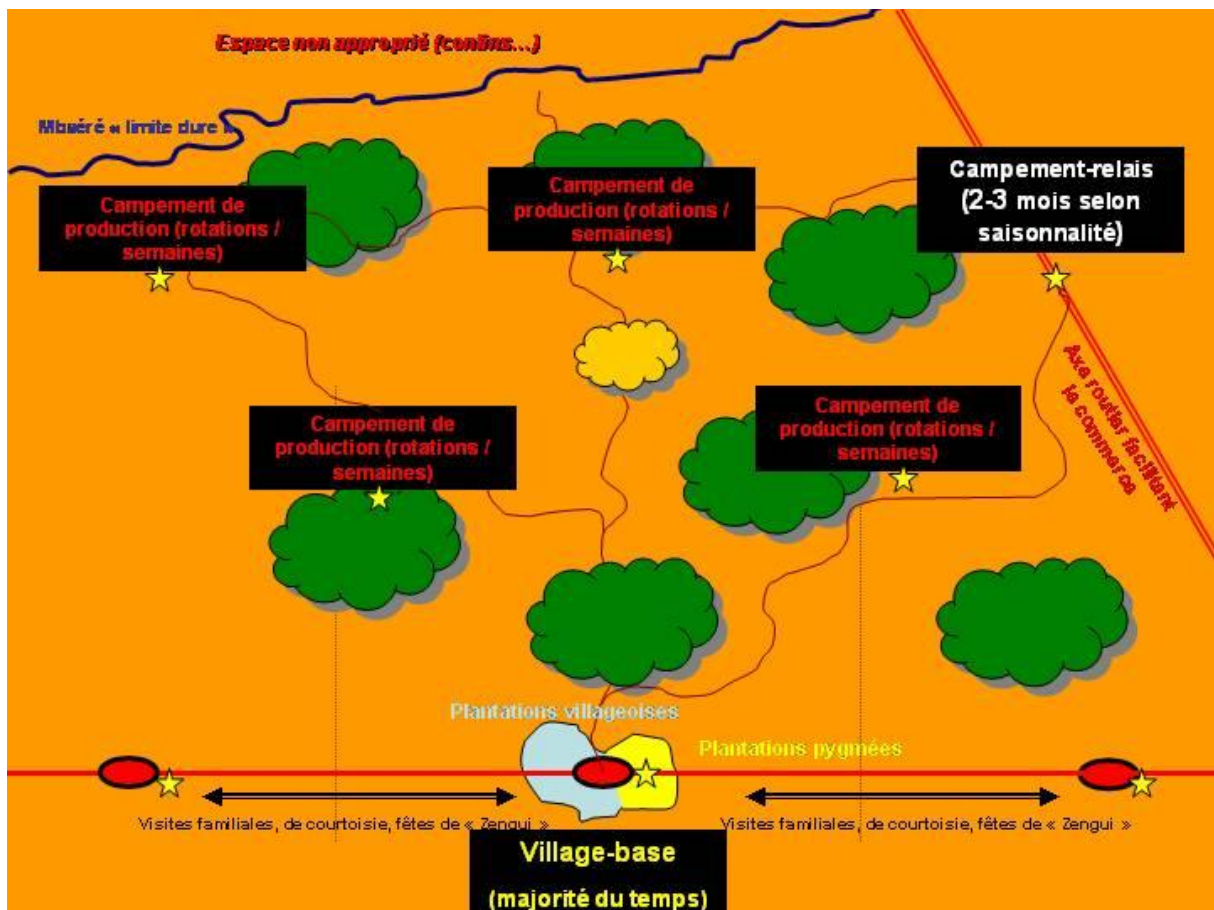 Espace non approprié (confins...)
Mbaéré « limite dure »
Campement de
production (rotations /
semaines)
Campement de
production (rotations /
semaines)
Campement-relais
(2-3 mois selon
saisonnalité)
Axe routier facilitant
le commerce
Campement de
production (rotations /
semaines)
Campement de
production (rotations /
semaines)
Plantations villageoises
Plantations pygmées
Visites familiales, de courtoisie, fêtes de « Zengui »
Visites familiales, de courtoisie, fêtes de « Zengui »
Village-base
(majorité du temps)